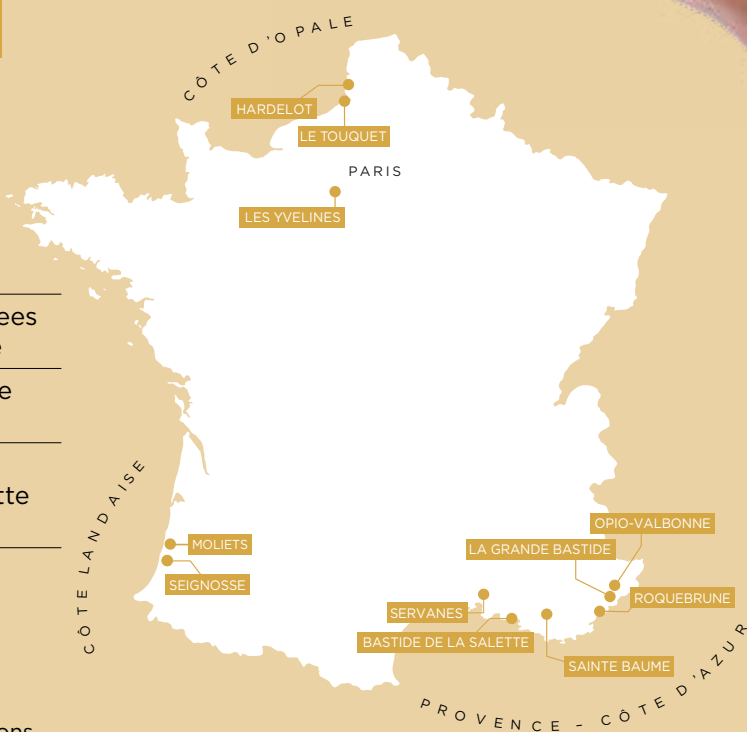 CÔTE D'OPALE
HARDELOT
LE TOUQUET
PARIS
LES YVELINES
CÔTE LANDAISE
MOLIETS
SEIGNOSSE
OPIO-VALBONNE
LA GRANDE BASTIDE
ROQUEBRUNE
SERVANES
BASTIDE DE LA SALETTE
SAINTE BAUME
PROVENCE – CÔTE D'AZUR